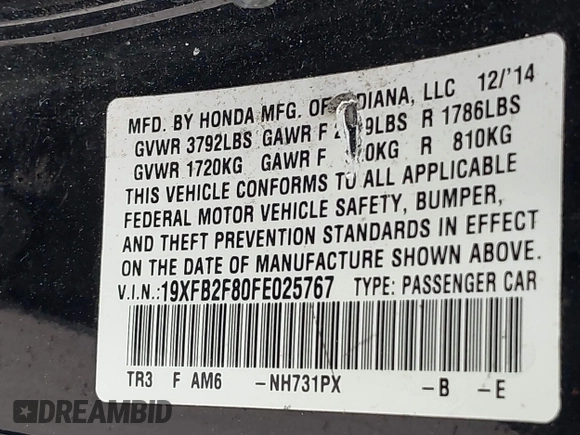 MFD. BY HONDA MFG. OF DIANA, LLC 12/'14
GVWR 3792LBS GAWR F 9LBS R 1786LBS
GVWR 1720KG GAWR F 0KG R 810KG
THIS VEHICLE CONFORMS TO ALL APPLICABLE
FEDERAL MOTOR VEHICLE SAFETY, BUMPER,
AND THEFT PREVENTION STANDARDS IN EFFECT
ON THE DATE OF MANUFACTURE SHOWN ABOVE.
V.I.N.:19XFB2F80FE025767 TYPE: PASSENGER CAR
TR3 F AM6 -NH731PX -B -E
DREAMBID